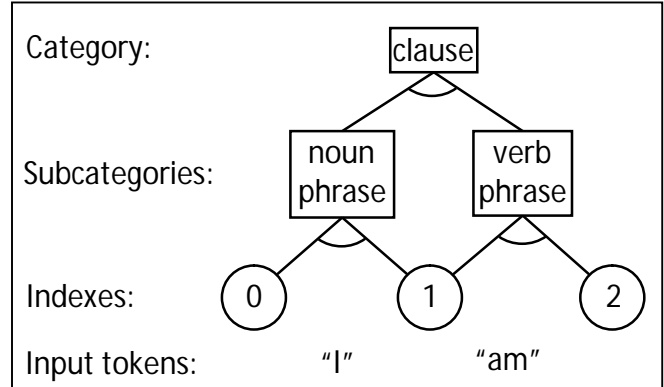 Category: clause
noun phrase verb phrase
Subcategories:
Indexes: 0 1 2
Input tokens: "I" "am"